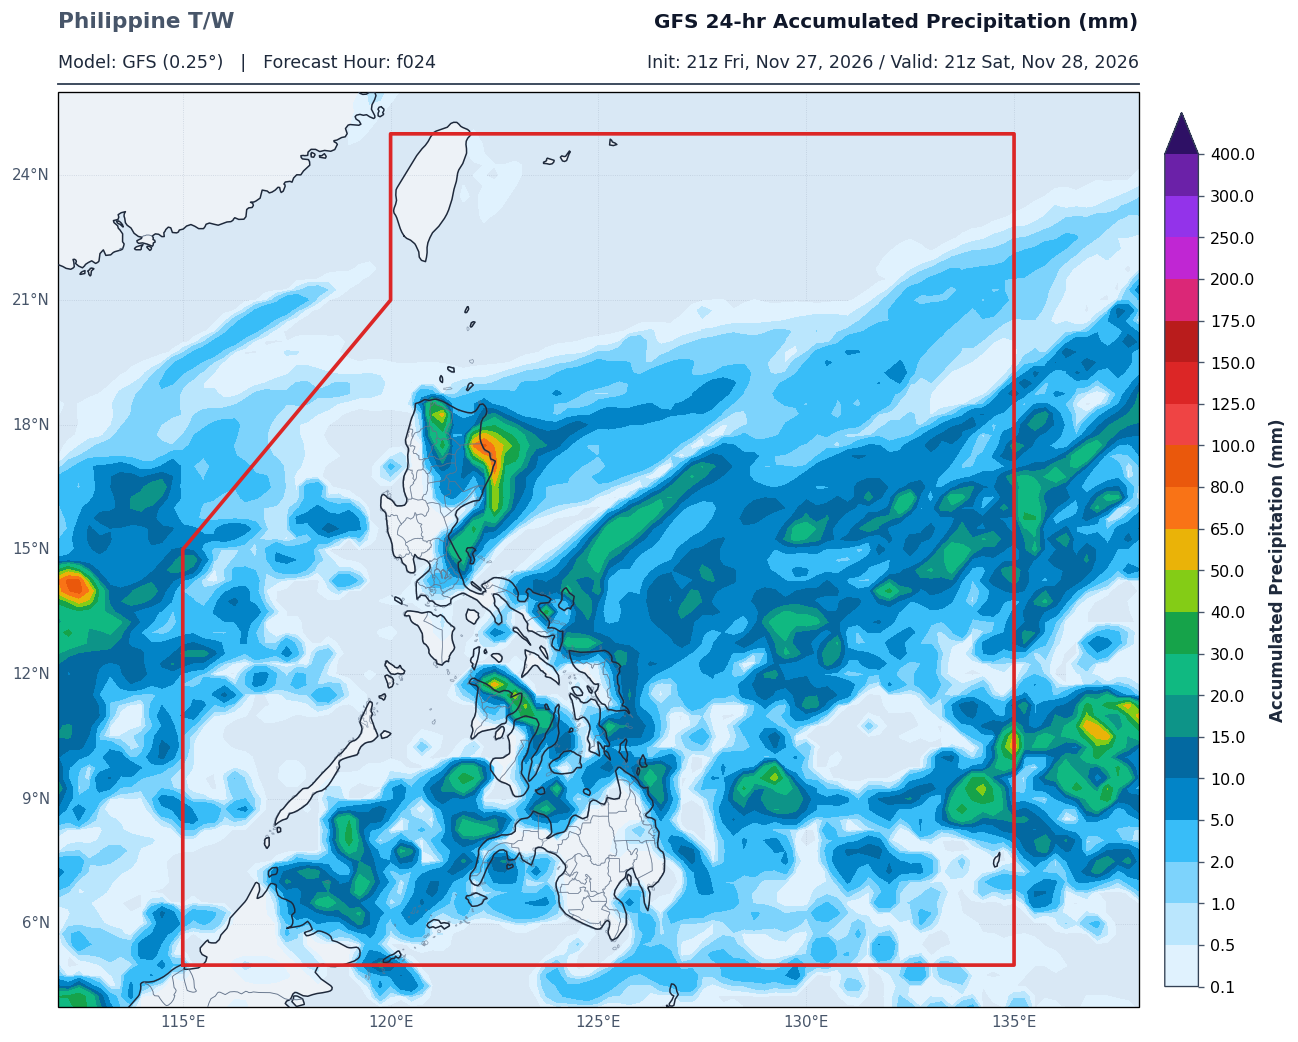 Philippine T/W
GFS 24-hr Accumulated Precipitation (mm)
Model: GFS (0.25°)   |   Forecast Hour: f024
Init: 21z Fri, Nov 27, 2026 / Valid: 21z Sat, Nov 28, 2026
24°N
21°N
18°N
15°N
12°N
9°N
6°N
115°E
120°E
125°E
130°E
135°E
400.0
300.0
250.0
200.0
175.0
150.0
125.0
100.0
80.0
65.0
50.0
40.0
30.0
20.0
15.0
10.0
5.0
2.0
1.0
0.5
0.1
Accumulated Precipitation (mm)